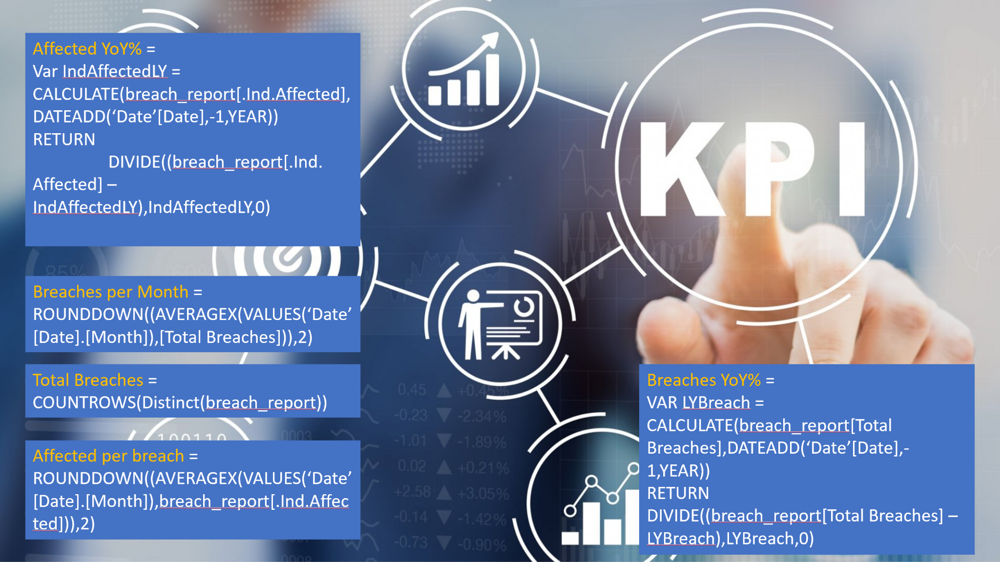 Affected YoY% =
Var IndAffectedLY =
CALCULATE(breach_report[.Ind.Affected],
DATEADD(‘Date’[Date],-1,YEAR))
RETURN
DIVIDE((breach_report[.Ind.
Affected] –
IndAffectedLY),IndAffectedLY,0)
KPI
85%
60%
Breaches per Month =
ROUNDDOWN((AVERAGEX(VALUES(‘Date’
[Date].[Month]),[Total Breaches])),2)
Total Breaches =
COUNTROWS(Distinct(breach_report))
100110
0003
Affected per breach =
ROUNDDOWN((AVERAGEX(VALUES(‘Date’
[Date].[Month]),breach_report[.Ind.Affec
ted])),2)
0008
0.45 ▲ +0.45%
-0.23 ▼ -2.34%
-1.01 ▼ -1.89%
0.02 ▲ +0.21%
+2.58 ▲ +3.05%
-0.14 ▼ -1.42%
-0.73 ▼ -0.90%
Breaches YoY% =
VAR LYBreach =
CALCULATE(breach_report[Total
Breaches],DATEADD(‘Date’[Date],-
1,YEAR))
RETURN
DIVIDE((breach_report[Total Breaches] –
LYBreach),LYBreach,0)